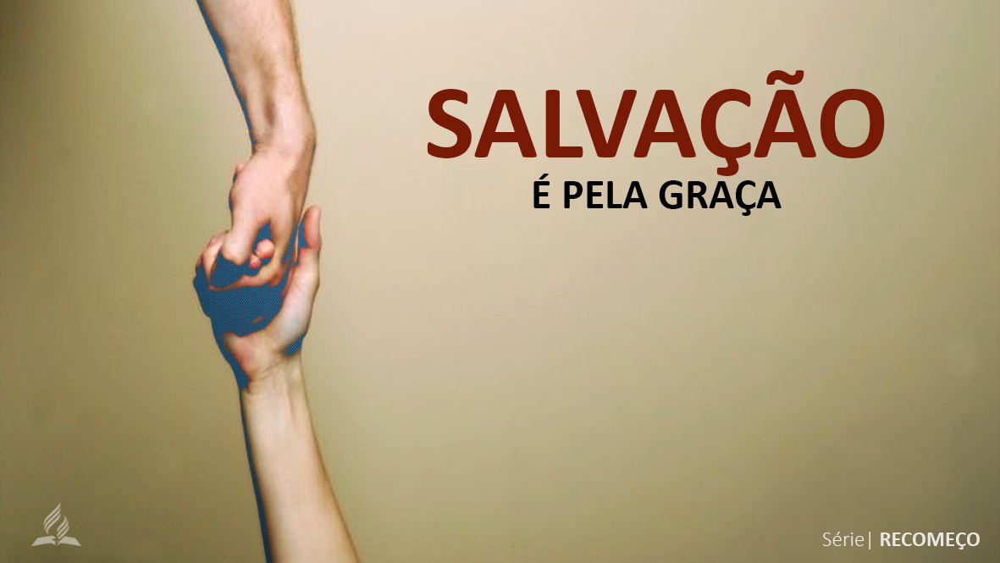 SALVAÇÃO
É PELA GRAÇA
Série| RECOMEÇO